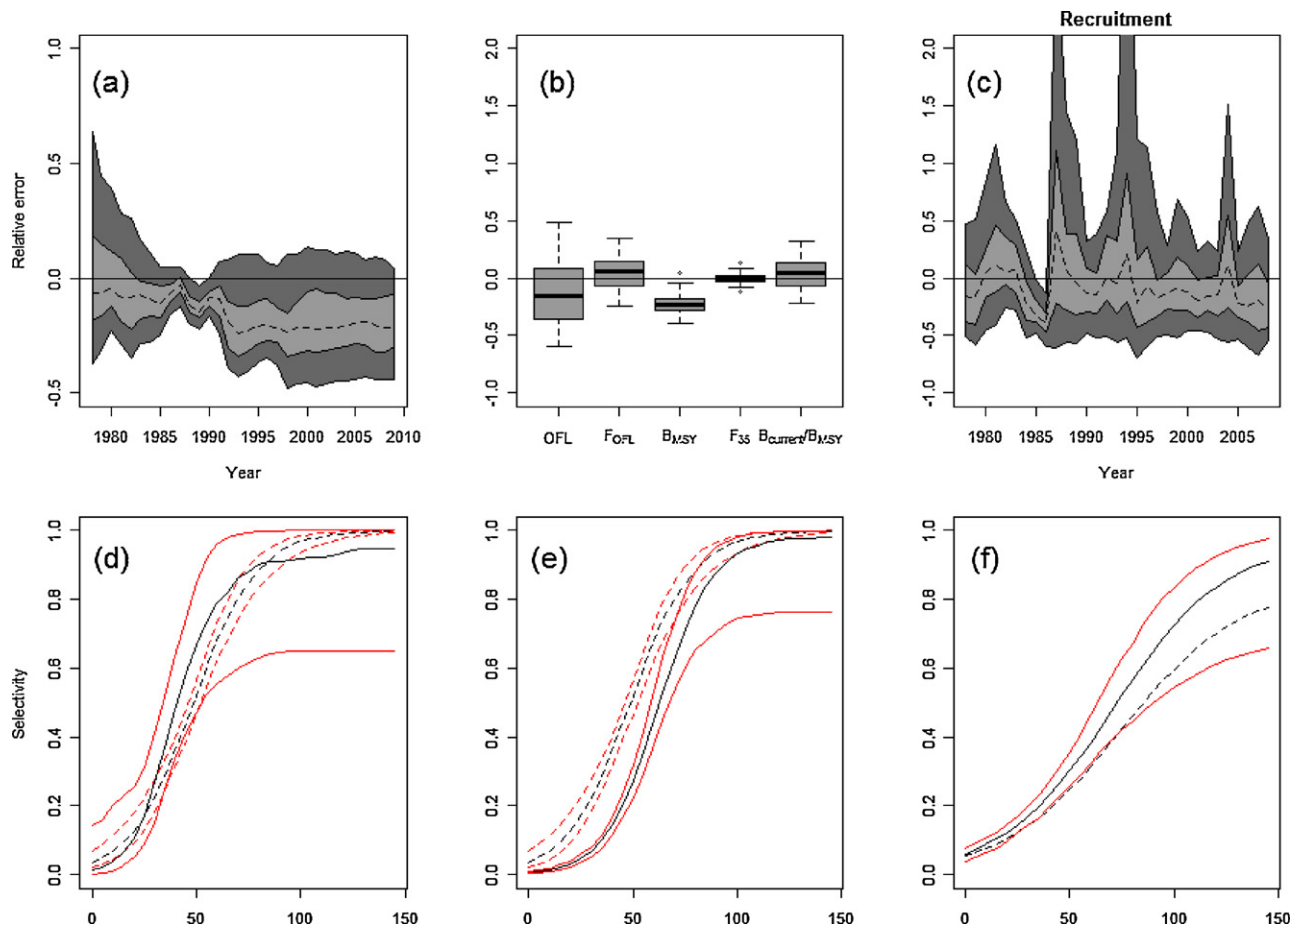 Recruitment
(a)
(b)
(c)
Relative error
1.0
0.5
0.0
-0.5
2.0
1.5
1.0
0.5
0.0
-0.5
-1.0
2.0
1.5
1.0
0.5
0.0
-0.5
-1.0
1980 1985 1990 1995 2000 2005 2010
OFL FOFL BMSY F35 Bcurrent/BMSY
1980 1985 1990 1995 2000 2005
Year
Year
(d)
(e)
(f)
Selectivity
1.0
0.8
0.6
0.4
0.2
0.0
1.0
0.8
0.6
0.4
0.2
0.0
1.0
0.8
0.6
0.4
0.2
0.0
0 50 100 150
0 50 100 150
0 50 100 150